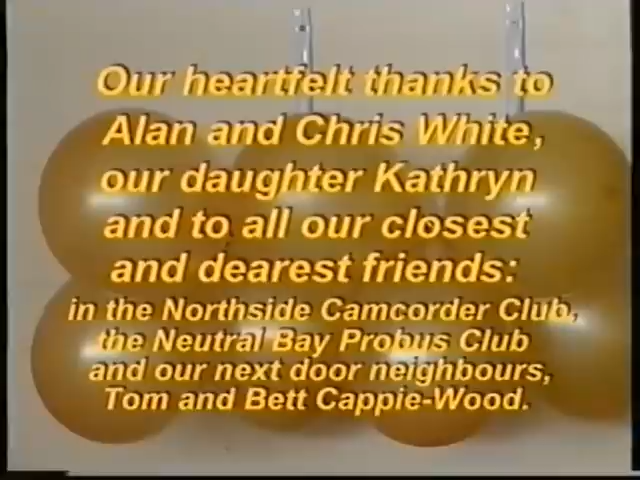 Our heartfelt thanks to
Alan and Chris White,
our daughter Kathryn
and to all our closest
and dearest friends:
in the Northside Camcorder Club,
the Neutral Bay Probus Club
and our next door neighbours,
Tom and Bett Cappie-Wood.